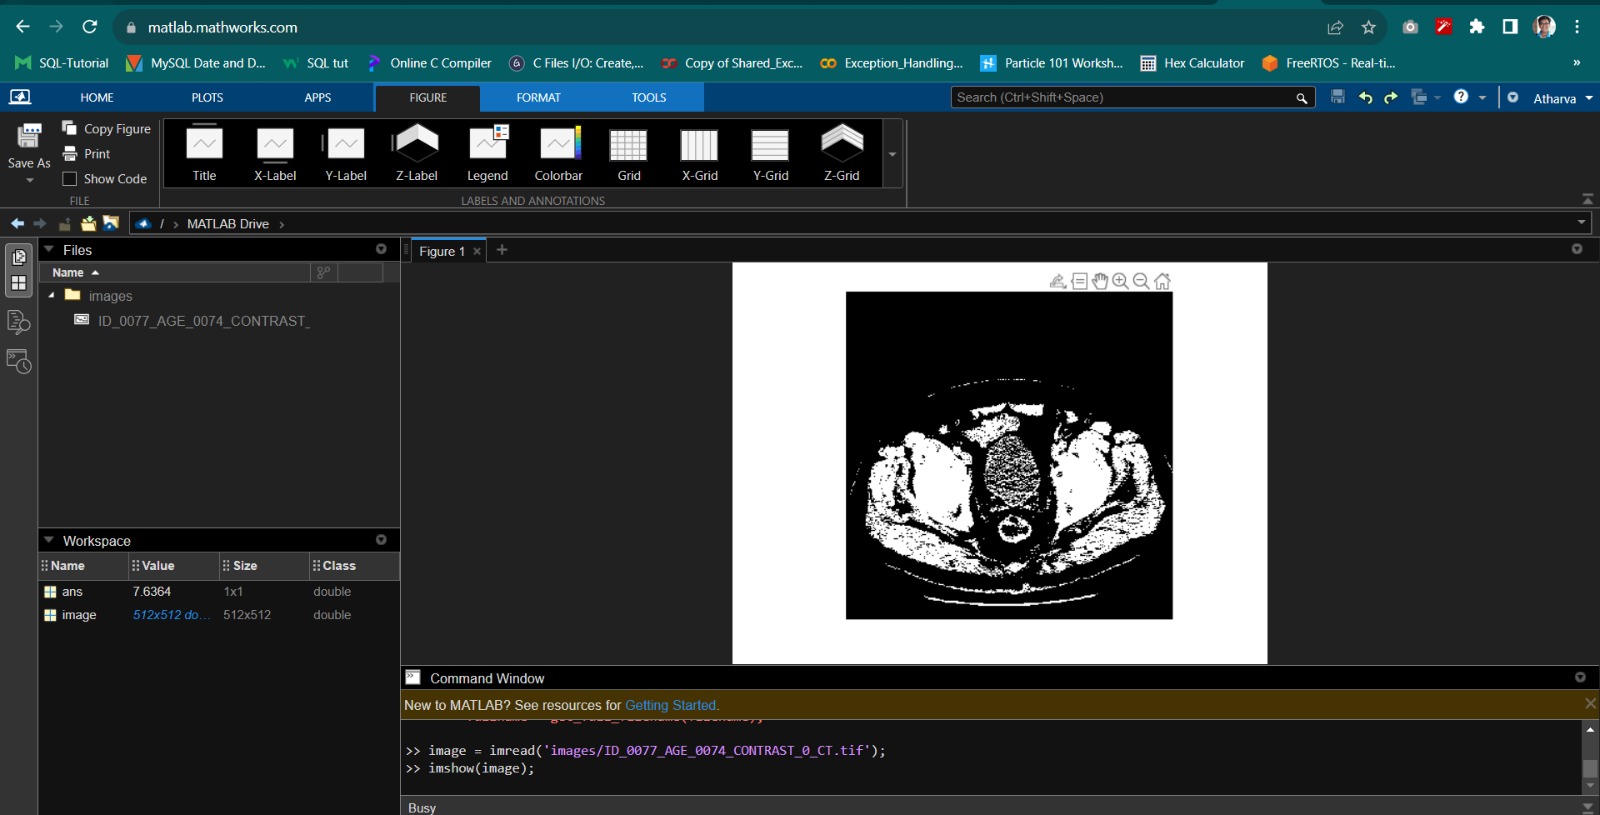 matlab.mathworks.com
SQL-Tutorial
MySQL Date and D...
SQL tut
Online C Compiler
C Files I/O: Create,...
Copy of Shared_Exc...
Exception_Handling...
Particle 101 Worksh...
Hex Calculator
FreeRTOS - Real-ti...
»
HOME
PLOTS
APPS
FIGURE
FORMAT
TOOLS
Search (Ctrl+Shift+Space)
Atharva
Save As
Copy Figure
Print
Show Code
FILE
Title
X-Label
Y-Label
Z-Label
Legend
Colorbar
Grid
X-Grid
Y-Grid
Z-Grid
LABELS AND ANNOTATIONS
/ > MATLAB Drive >
Files
Name
images
ID_0077_AGE_0074_CONTRAST_
Workspace
Name Value Size Class
ans 7.6364 1x1 double
image 512x512 do... 512x512 double
Figure 1
Command Window
New to MATLAB? See resources for Getting Started.
>> image = imread('images/ID_0077_AGE_0074_CONTRAST_0_CT.tif');
>> imshow(image);
Busy